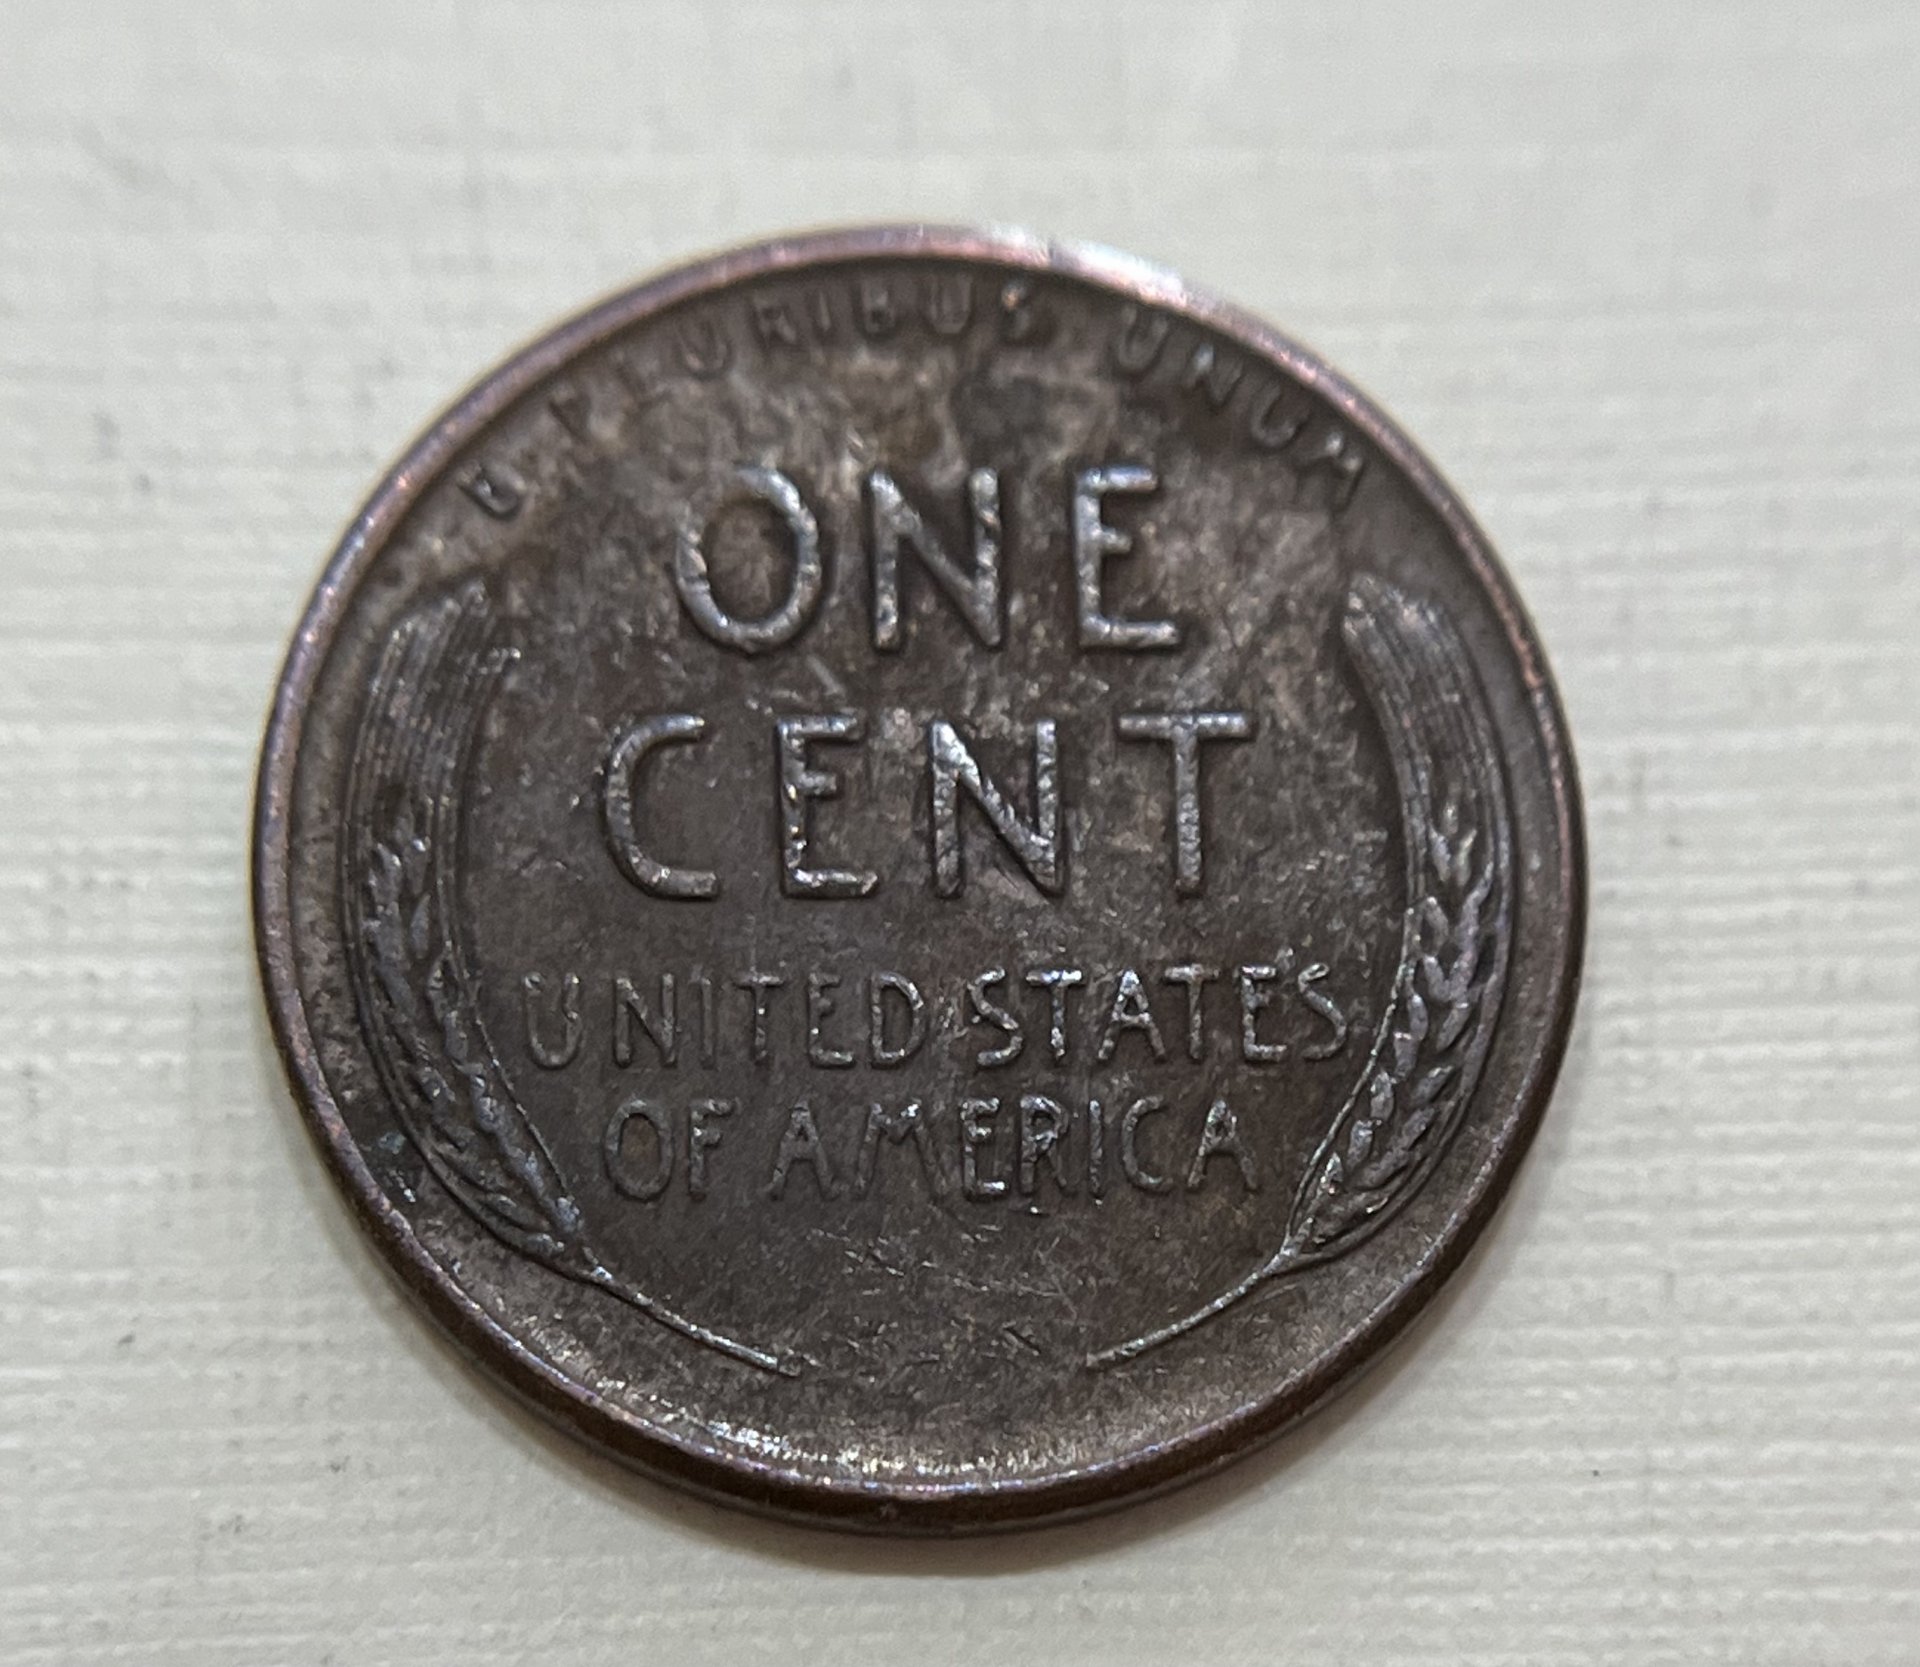 E PLURIBUS UNUM
ONE
CENT
UNITED STATES
OF AMERICA